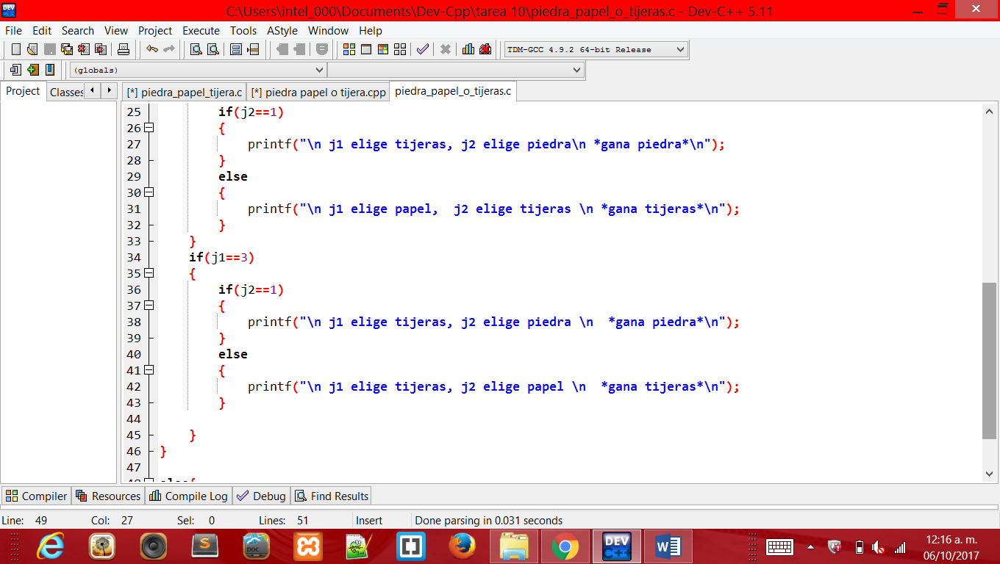 C:\Users\intel_000\Documents\Dev-Cpp\tarea 10\piedra_papel_o_tijeras.c - Dev-C++ 5.11
File Edit Search View Project Execute Tools AStyle Window Help
TDM-GCC 4.9.2 64-bit Release
(globals)
Project Classes [*] piedra_papel_tijera.c [*] piedra papel o tijera.cpp piedra_papel_o_tijeras.c
25 if(j2==1)
26 {
27 printf("\n j1 elige tijeras, j2 elige piedra\n *gana piedra*\n");
28 }
29 else
30 {
31 printf("\n j1 elige papel,  j2 elige tijeras \n *gana tijeras*\n");
32 }
33 }
34 if(j1==3)
35 {
36 if(j2==1)
37 {
38 printf("\n j1 elige tijeras, j2 elige piedra \n  *gana piedra*\n");
39 }
40 else
41 {
42 printf("\n j1 elige tijeras, j2 elige papel \n  *gana tijeras*\n");
43 }
44
45 }
46 }
47
Compiler Resources Compile Log Debug Find Results
Line: 49 Col: 27 Sel: 0 Lines: 51 Insert Done parsing in 0.031 seconds
12:16 a. m.
06/10/2017